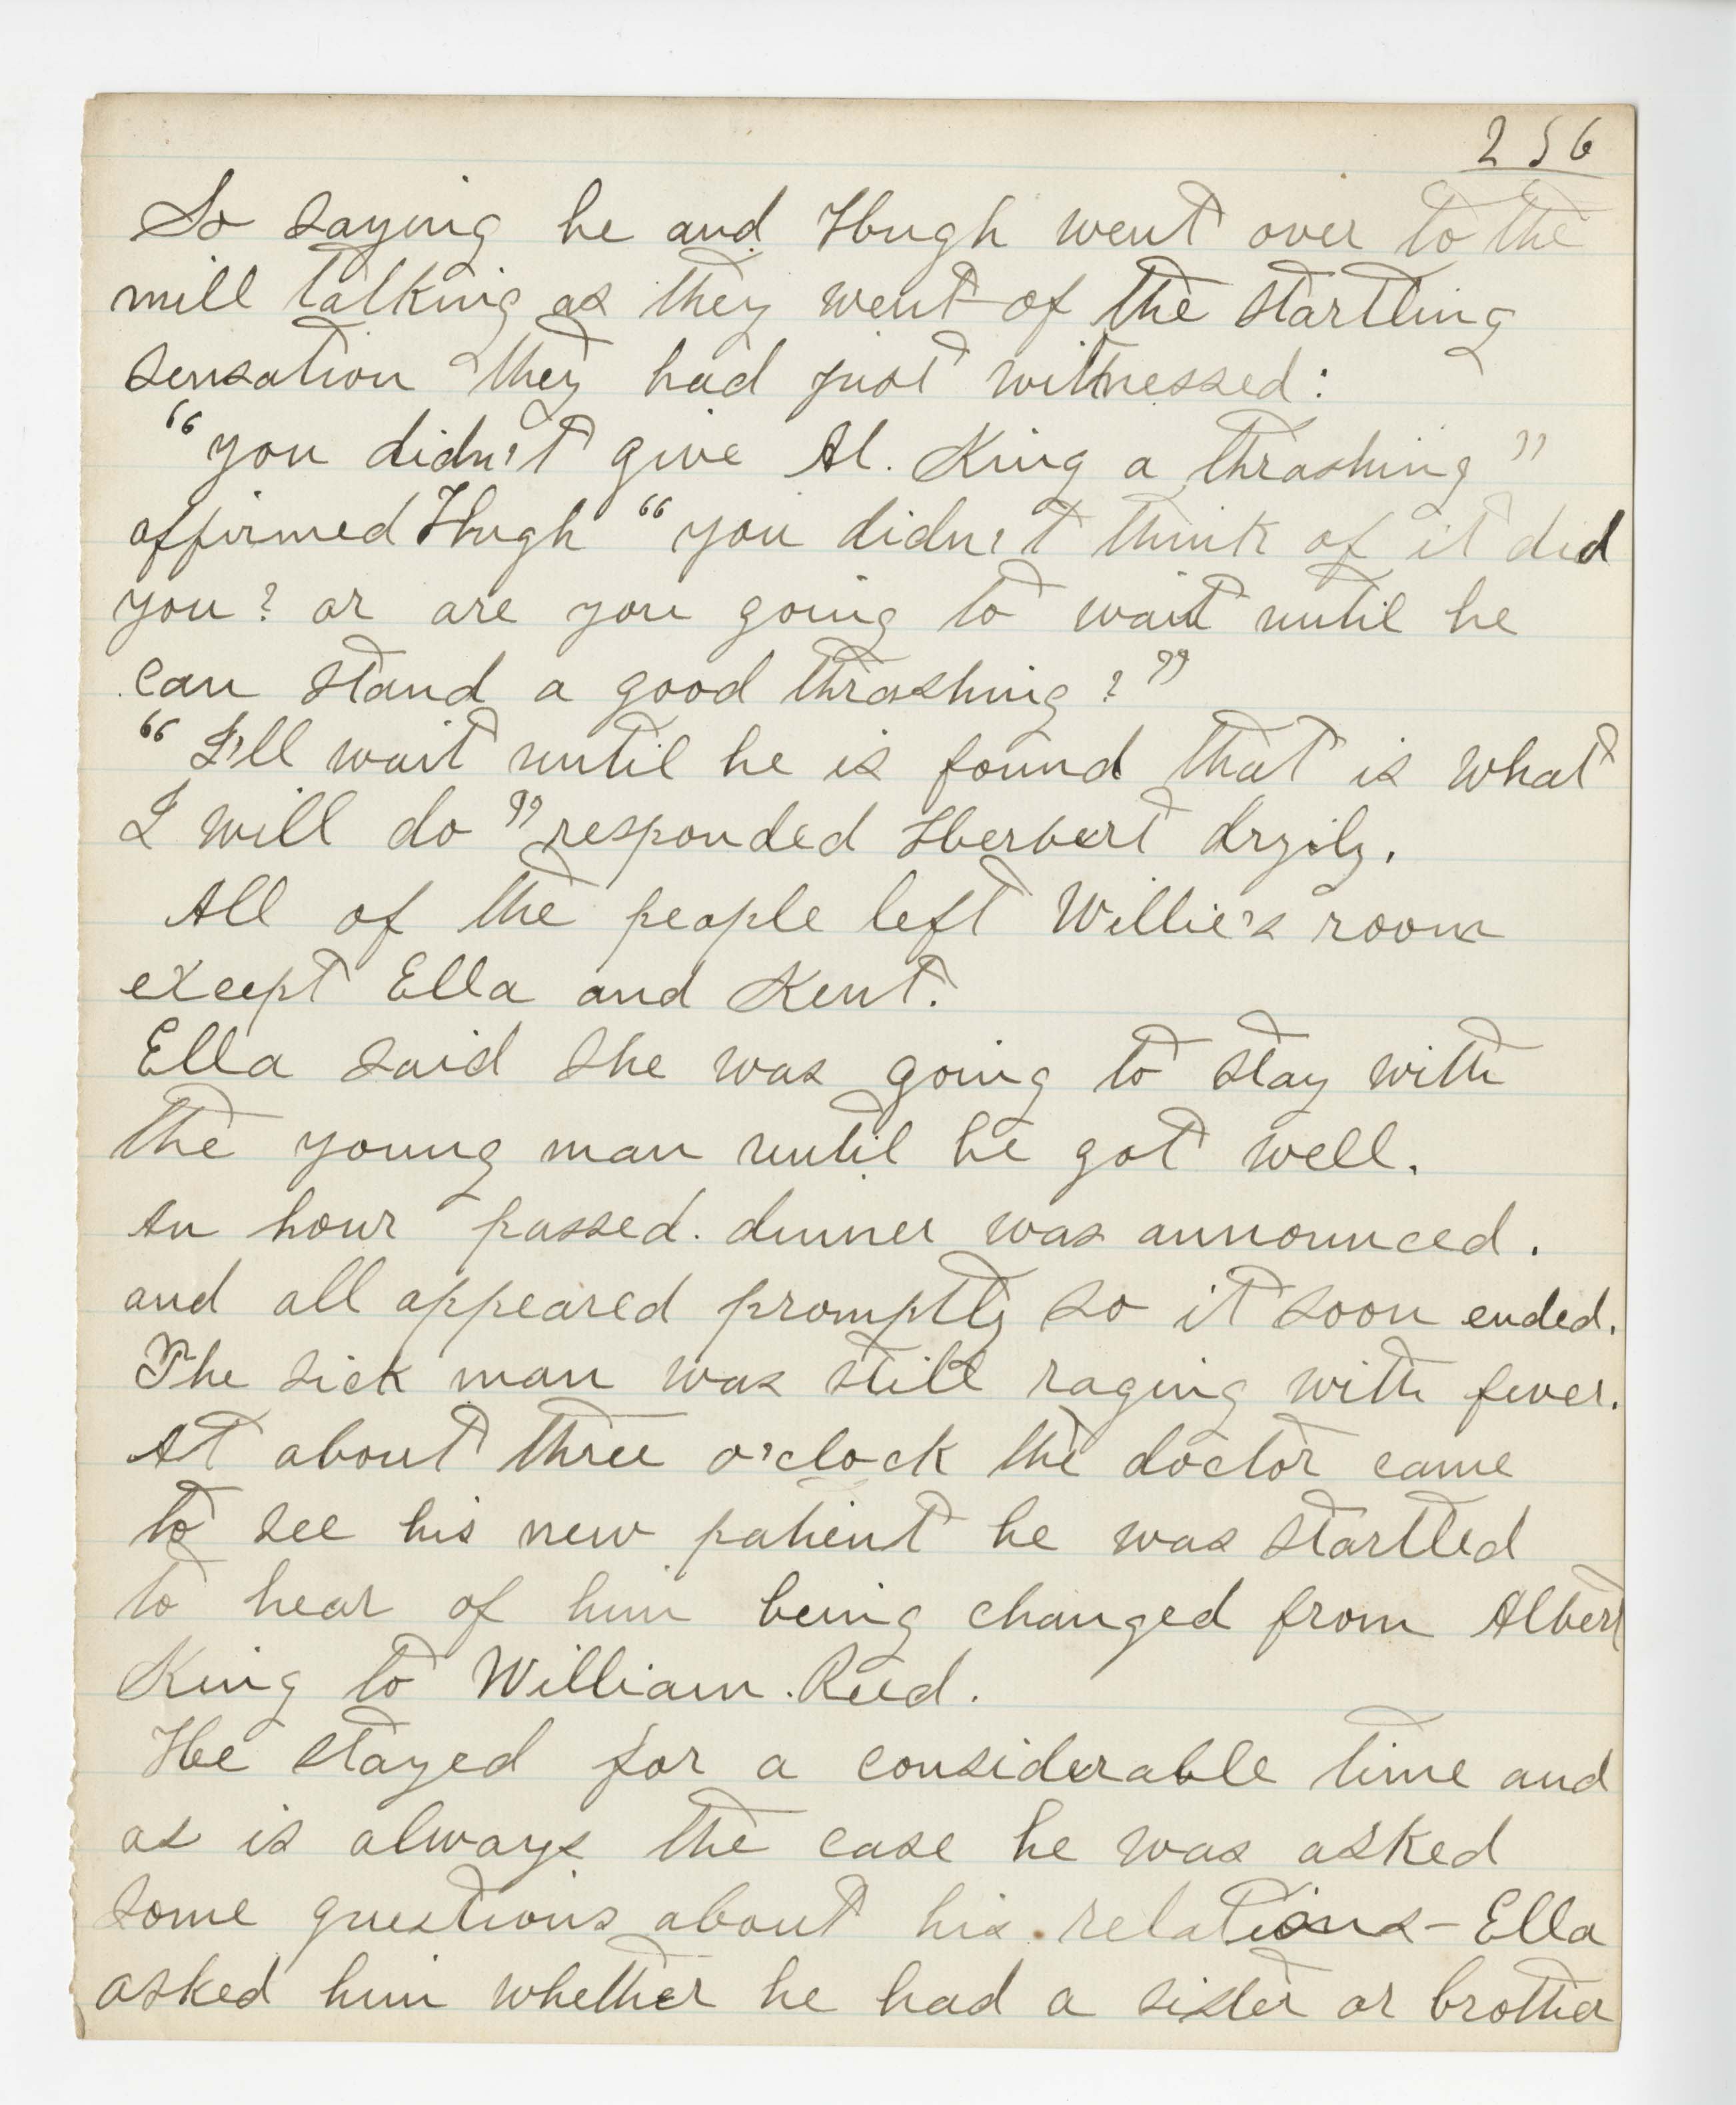 256
So saying he and Hugh went over to the
mill talking as they went of the startling
sensation they had just witnessed:
"you didn't give Al. King a thrashing"
affirmed Hugh "you didn't think of it did
you? or are you going to wait until he
can stand a good thrashing?"
"I'll wait until he is found that is what
I will do" responded Herbert dryily.
All of the people left Willie's room
except Ella and Kent.
Ella said she was going to stay with
the young man until he got well.
An hour passed. dinner was announced.
and all appeared promptly so it soon ended.
The sick man was still raging with fever.
At about three o'clock the doctor came
to see his new patient he was startled
to hear of him being changed from Albert
King to William. Reed.
He stayed for a considerable time and
as is always the case he was asked
some questions about his relations - Ella
asked him whether he had a sister or brother